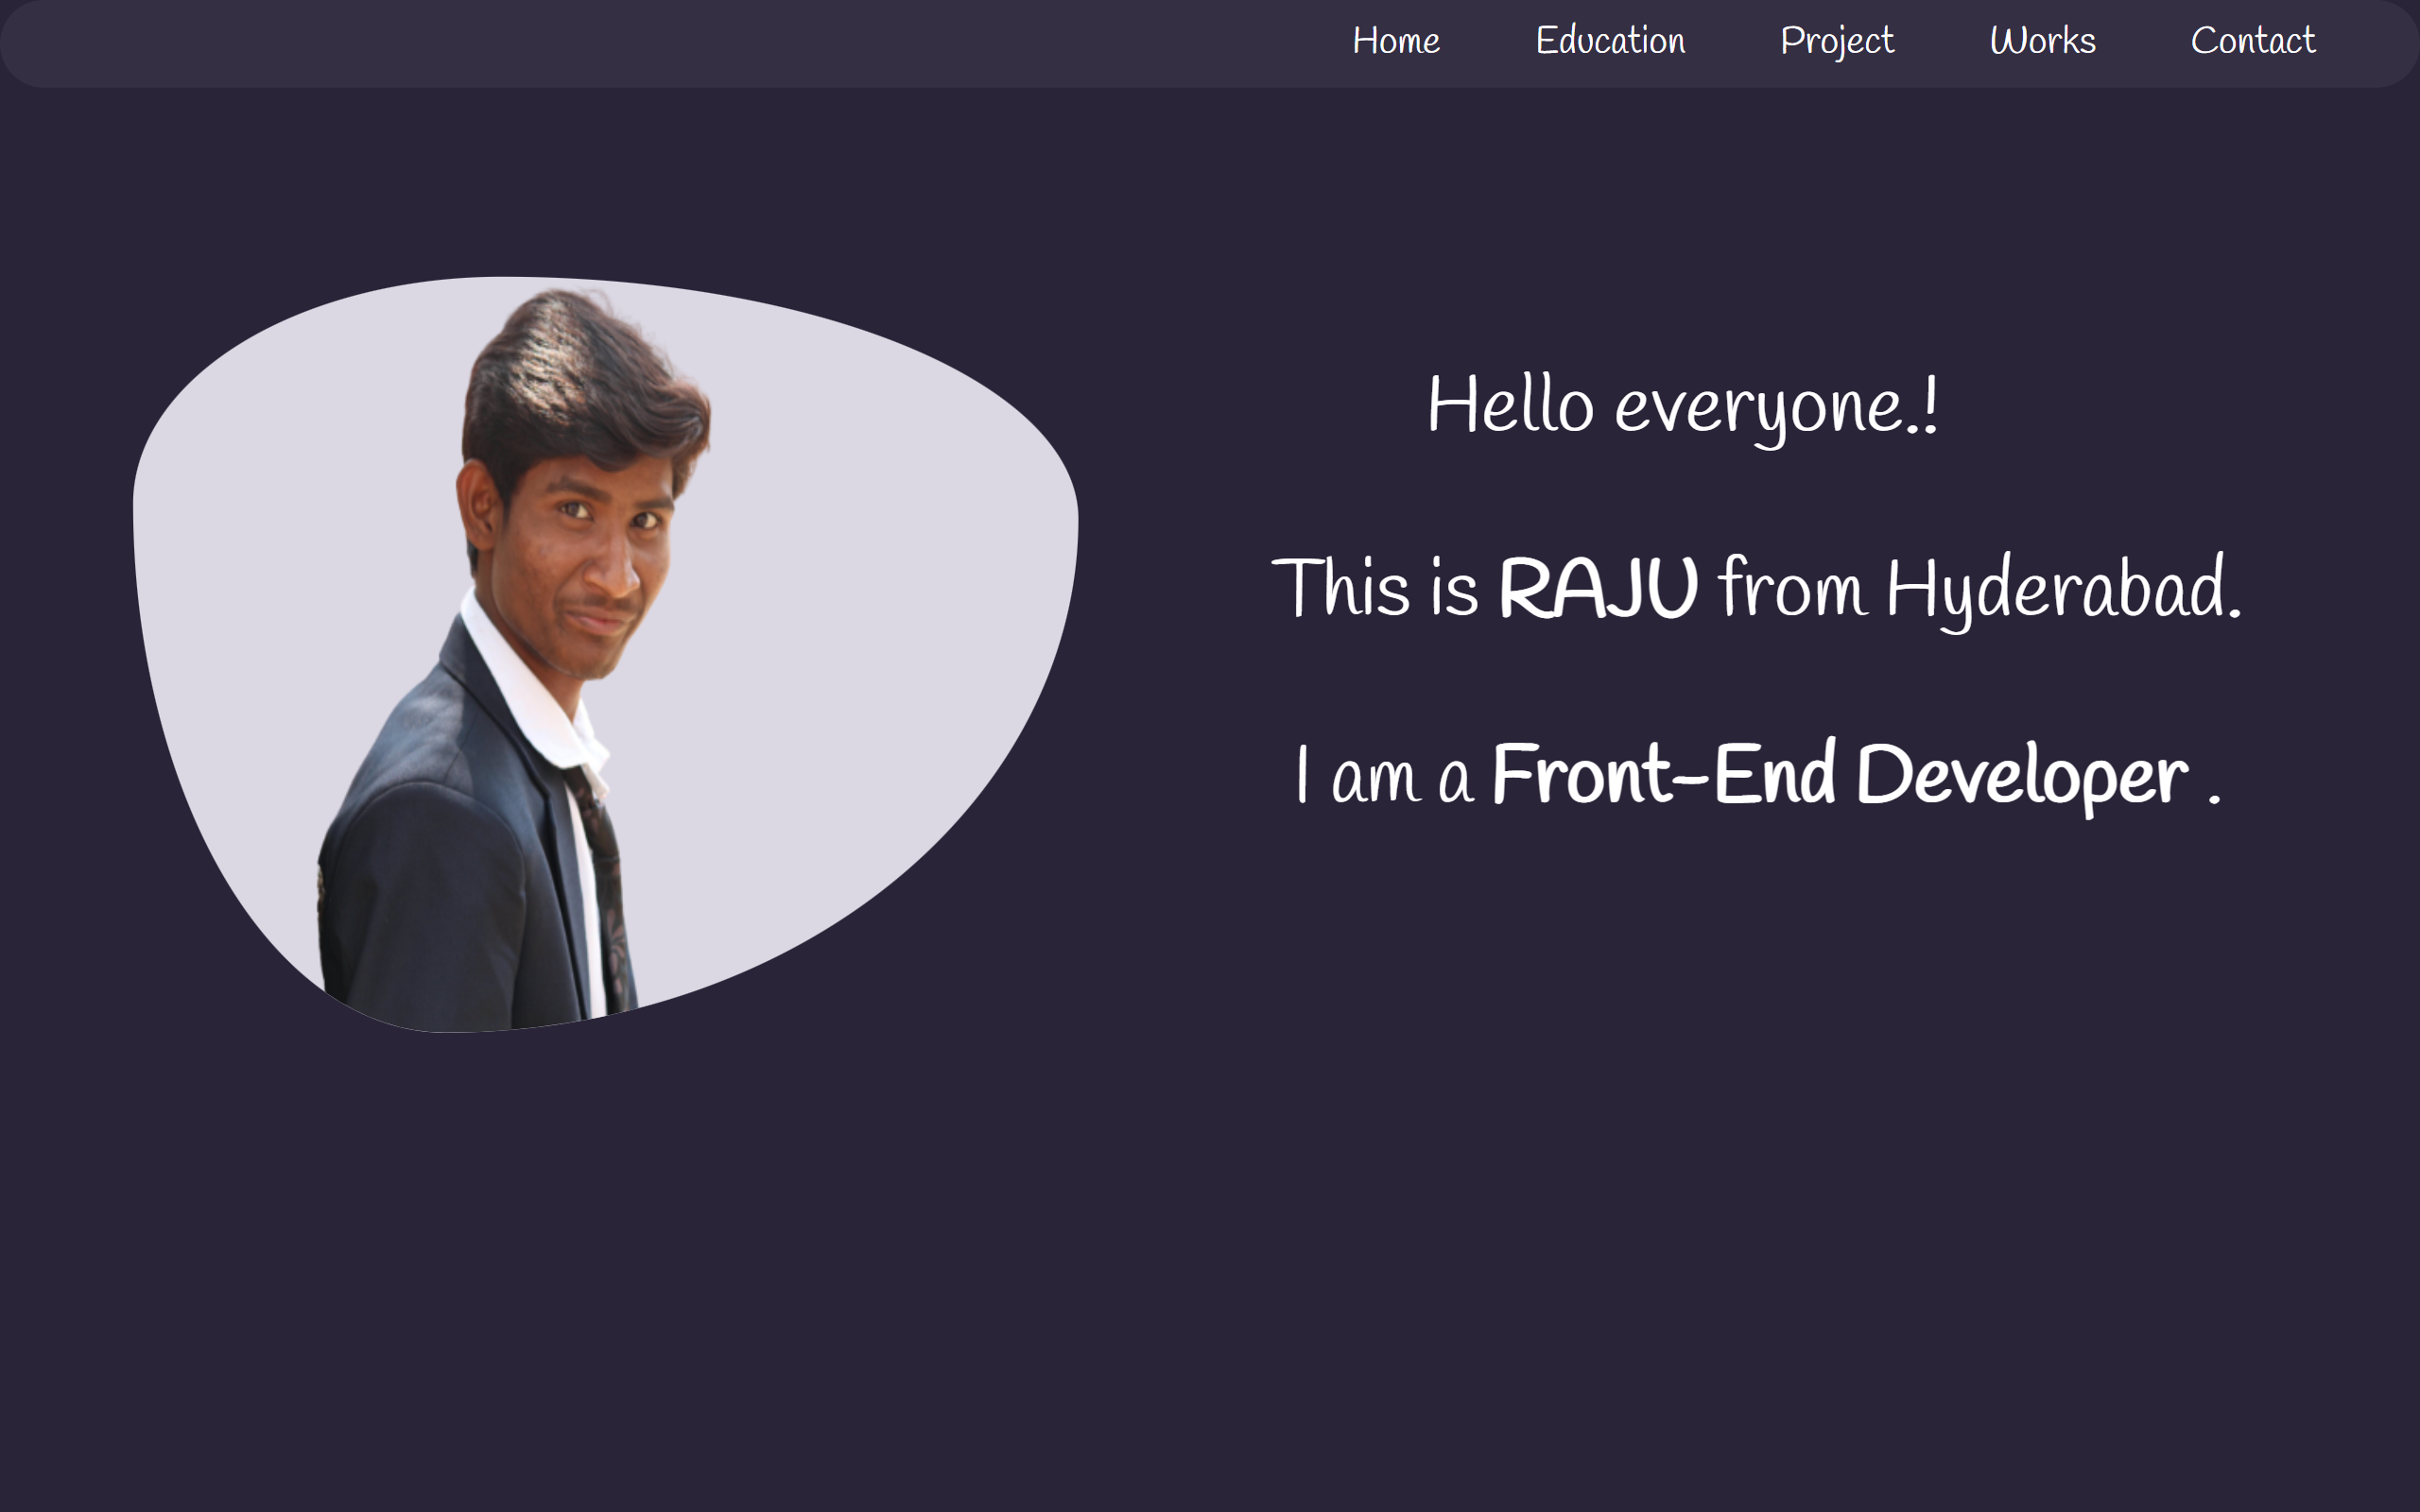 Home Education Project Works Contact
Hello everyone.!
This is RAJU from Hyderabad.
I am a Front-End Developer .